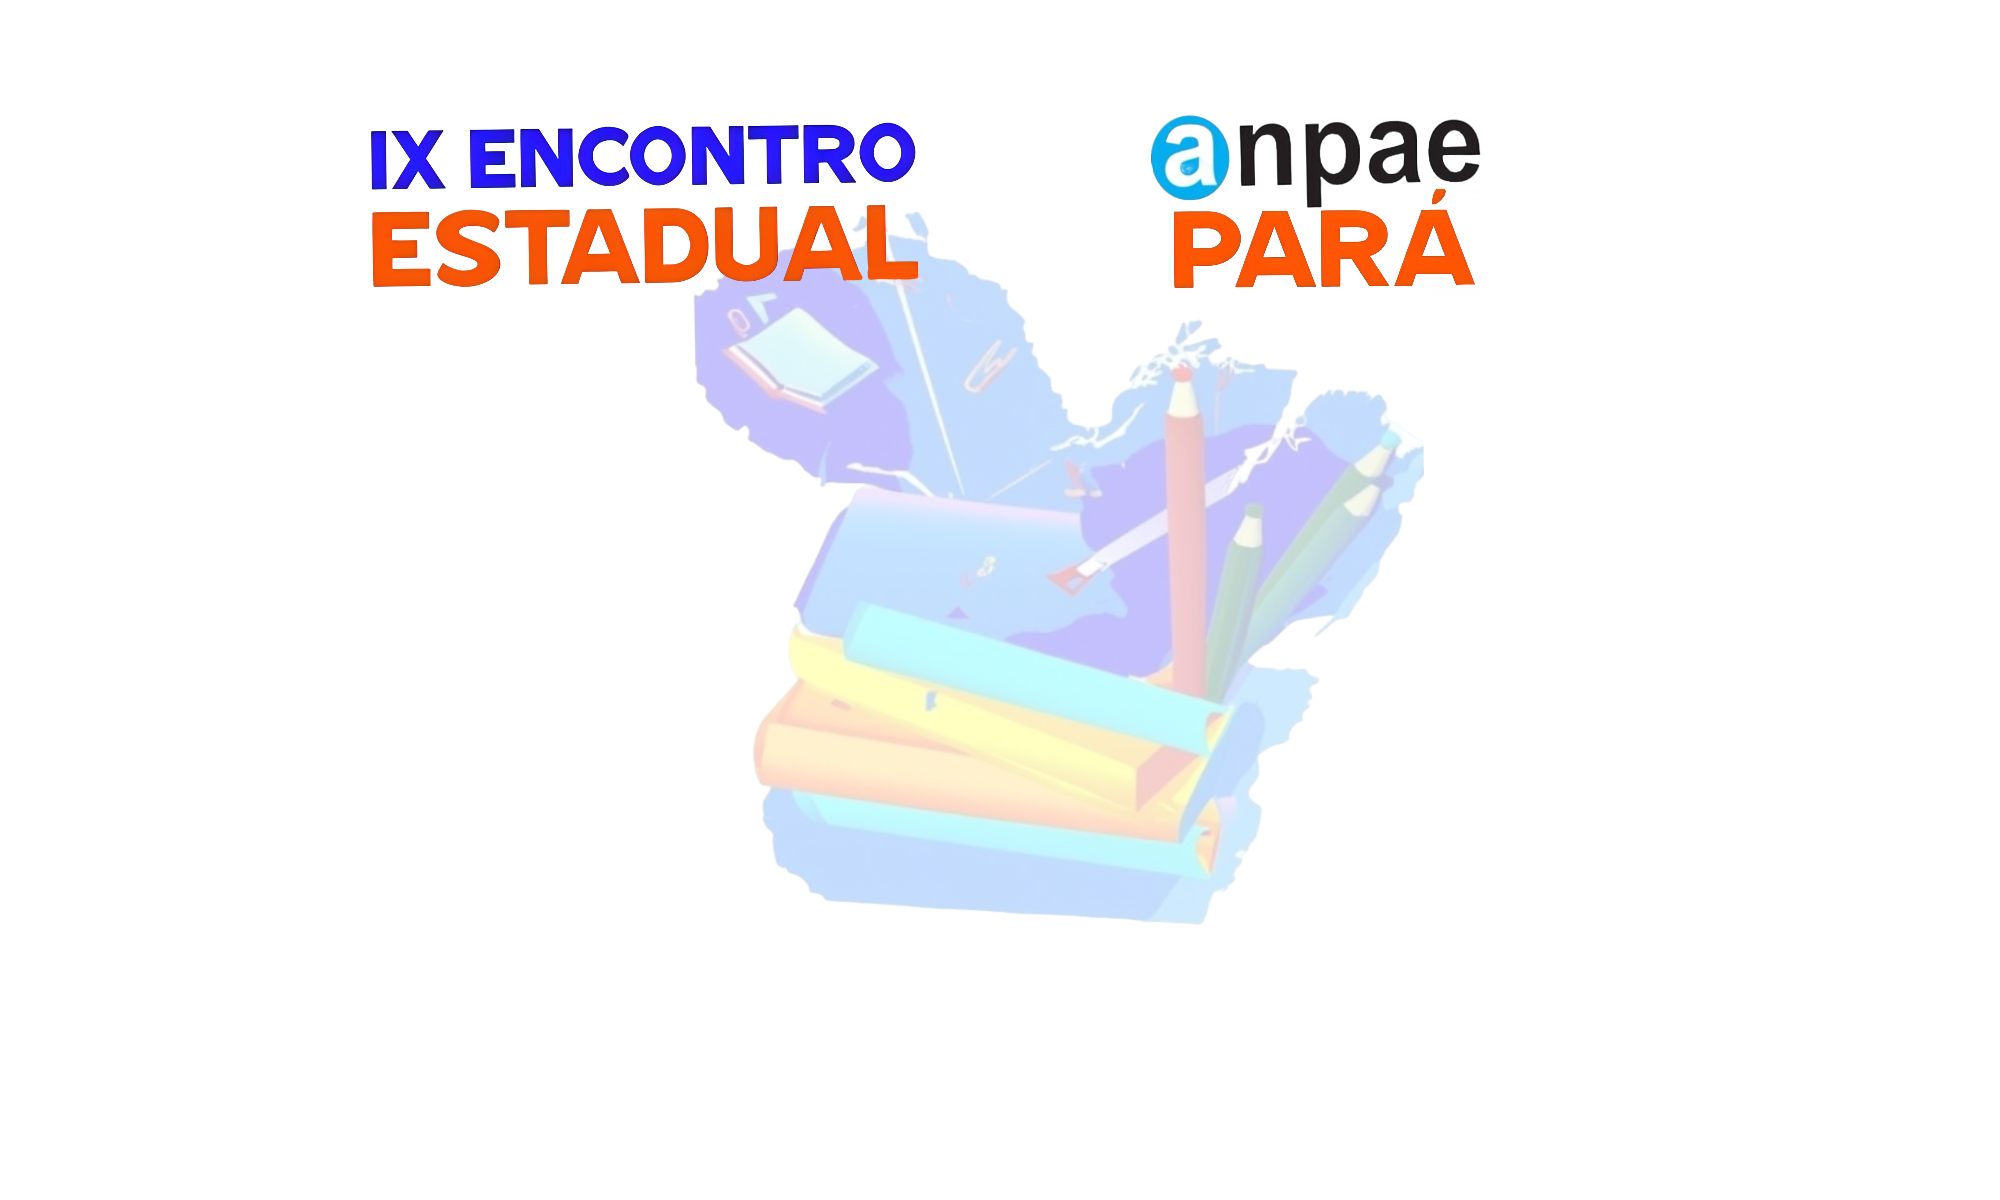 IX ENCONTRO
ESTADUAL
anpae
PARÁ